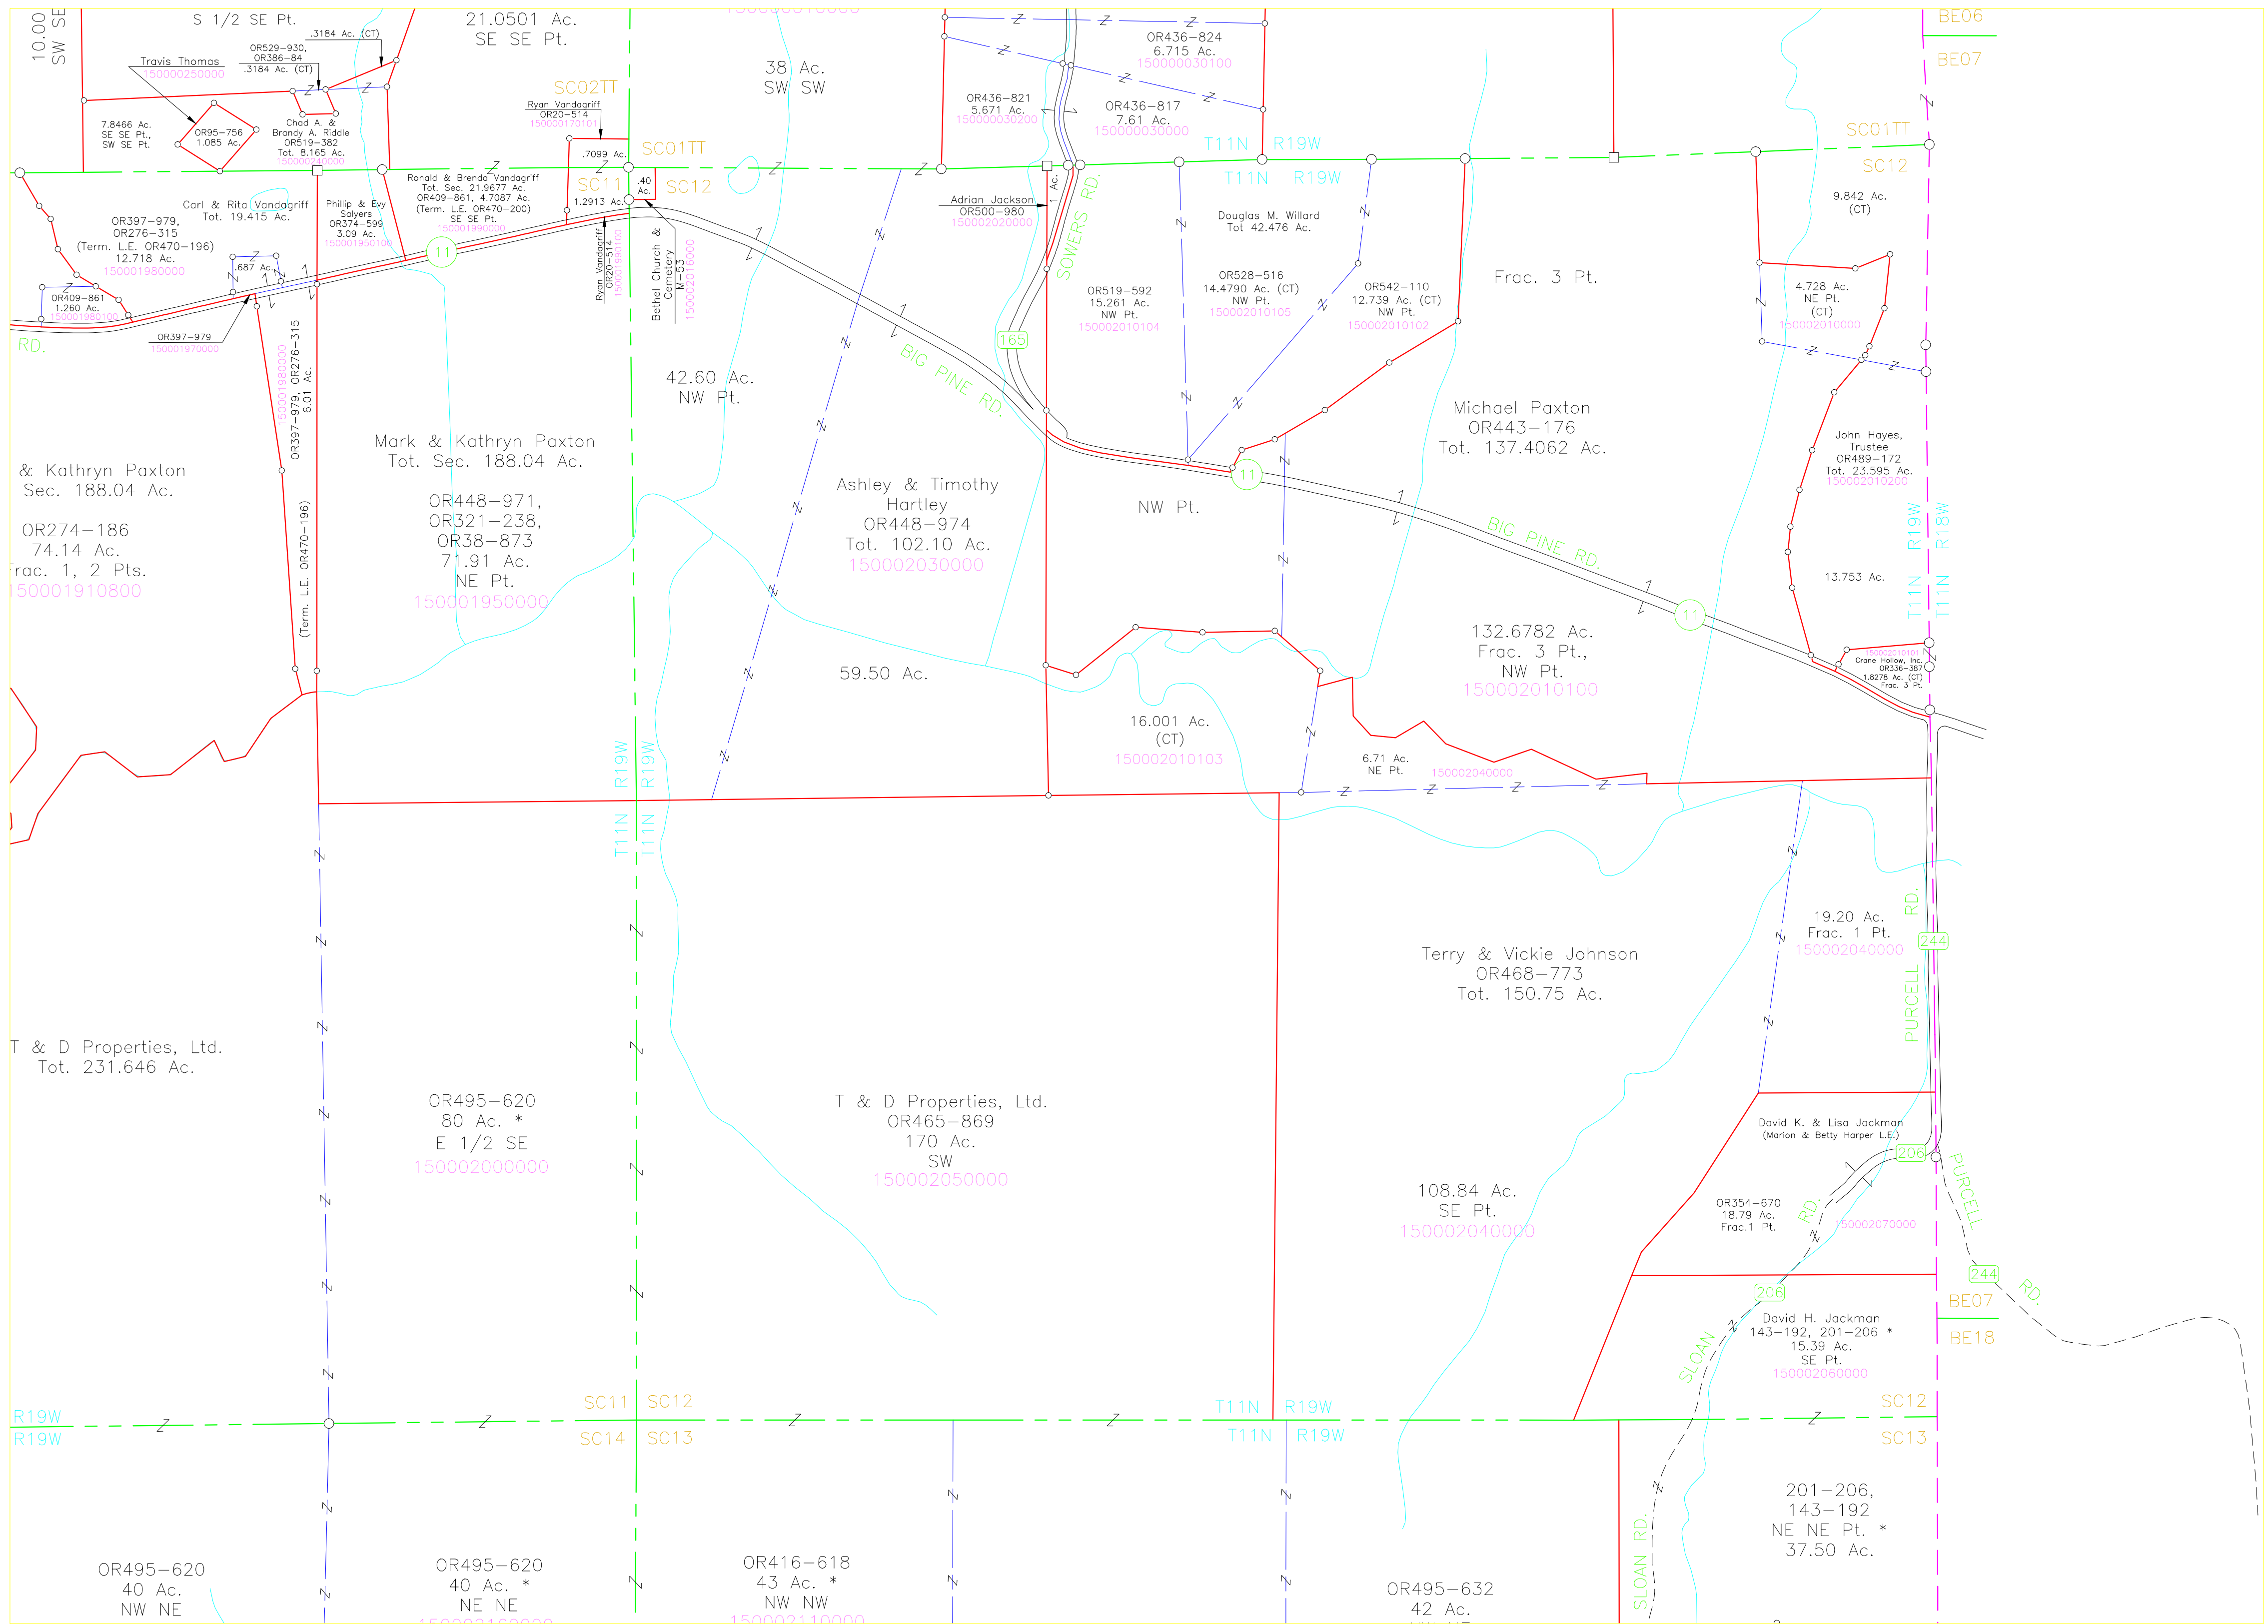 10.00
SW SE
S 1/2 SE Pt.
.3184 Ac. (CT)
OR529-930,
OR386-84
.3184 Ac. (CT)
Travis Thomas
150000250000
7.8466 Ac.
SE SE Pt.,
SW SE Pt.
OR95-756
1.085 Ac.
Chad A. &
Brandy A. Riddle
OR519-382
Tot. 8.165 Ac.
150000240000
21.0501 Ac.
SE SE Pt.
SC02TT
Ryan Vandagriff
OR20-514
150000170101
.7099 Ac.
SC01TT
38 Ac.
SW SW
OR436-824
6.715 Ac.
150000030100
OR436-821
5.671 Ac.
150000030200
OR436-817
7.61 Ac.
150000030000
T11N R19W
T11N R19W
BE06
BE07
SC01TT
SC12
SC11
SC12
.40
Ac.
1.2913 Ac.
Carl & Rita Vandagriff
Tot. 19.415 Ac.
OR397-979,
OR276-315
(Term. L.E. OR470-196)
12.718 Ac.
150001980000
.687 Ac.
OR409-861
1.260 Ac.
150001980100
RD.
OR397-979
150001970000
Phillip & Evy
Salyers
OR374-599
3.09 Ac.
150001950100
Ronald & Brenda Vandagriff
Tot. Sec. 21.9677 Ac.
OR409-861, 4.7087 Ac.
(Term. L.E. OR470-200)
SE SE Pt.
150001990000
11
Ryan Vandagriff
OR20-514
150001990100
Bethel Church &
Cemetery
M-53
150002016000
Adrian Jackson
OR500-980
150002020000
1 Ac.
SOWERS RD.
165
Douglas M. Willard
Tot 42.476 Ac.
OR519-592
15.261 Ac.
NW Pt.
150002010104
OR528-516
14.4790 Ac. (CT)
NW Pt.
150002010105
OR542-110
12.739 Ac. (CT)
NW Pt.
150002010102
Frac. 3 Pt.
9.842 Ac.
(CT)
4.728 Ac.
NE Pt.
(CT)
150002010000
150001980000
OR397-979, OR276-315
6.01 Ac.
(Term. L.E. OR470-196)
42.60 Ac.
NW Pt.
BIG PINE RD.
& Kathryn Paxton
Sec. 188.04 Ac.
OR274-186
74.14 Ac.
Frac. 1, 2 Pts.
150001910800
Mark & Kathryn Paxton
Tot. Sec. 188.04 Ac.
OR448-971,
OR321-238,
OR38-873
71.91 Ac.
NE Pt.
150001950000
Ashley & Timothy
Hartley
OR448-974
Tot. 102.10 Ac.
150002030000
59.50 Ac.
NW Pt.
11
Michael Paxton
OR443-176
Tot. 137.4062 Ac.
BIG PINE RD.
11
John Hayes,
Trustee
OR489-172
Tot. 23.595 Ac.
150002010200
13.753 Ac.
T11N R19W
T11N R18W
132.6782 Ac.
Frac. 3 Pt.,
NW Pt.
150002010100
150002010101
Crane Hollow, Inc.
OR336-387
1.8278 Ac. (CT)
Frac. 3 Pt.
16.001 Ac.
(CT)
150002010103
6.71 Ac.
NE Pt.
150002040000
T11N R19W
T11N R19W
19.20 Ac.
Frac. 1 Pt.
150002040000
PURCELL RD.
244
Terry & Vickie Johnson
OR468-773
Tot. 150.75 Ac.
T & D Properties, Ltd.
Tot. 231.646 Ac.
OR495-620
80 Ac. *
E 1/2 SE
150002000000
T & D Properties, Ltd.
OR465-869
170 Ac.
SW
150002050000
108.84 Ac.
SE Pt.
150002040000
David K. & Lisa Jackman
(Marion & Betty Harper L.E.)
206
OR354-670
18.79 Ac.
Frac.1 Pt.
150002070000
PURCELL RD.
244
206
SLOAN RD.
David H. Jackman
143-192, 201-206 *
15.39 Ac.
SE Pt.
150002060000
BE07
BE18
R19W
R19W
SC11
SC12
SC14
SC13
T11N R19W
T11N R19W
SC12
SC13
201-206,
143-192
NE NE Pt. *
37.50 Ac.
SLOAN RD.
OR495-620
40 Ac.
NW NE
OR495-620
40 Ac. *
NE NE
OR416-618
43 Ac. *
NW NW
150002110000
OR495-632
42 Ac.